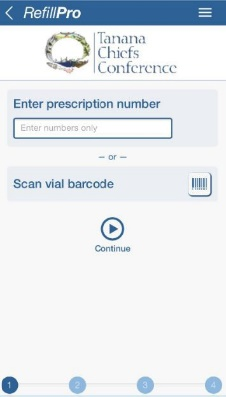 RefillPro
Tanana
Chiefs
Conference
Enter prescription number
Enter numbers only
— or —
Scan vial barcode
Continue
1 2 3 4